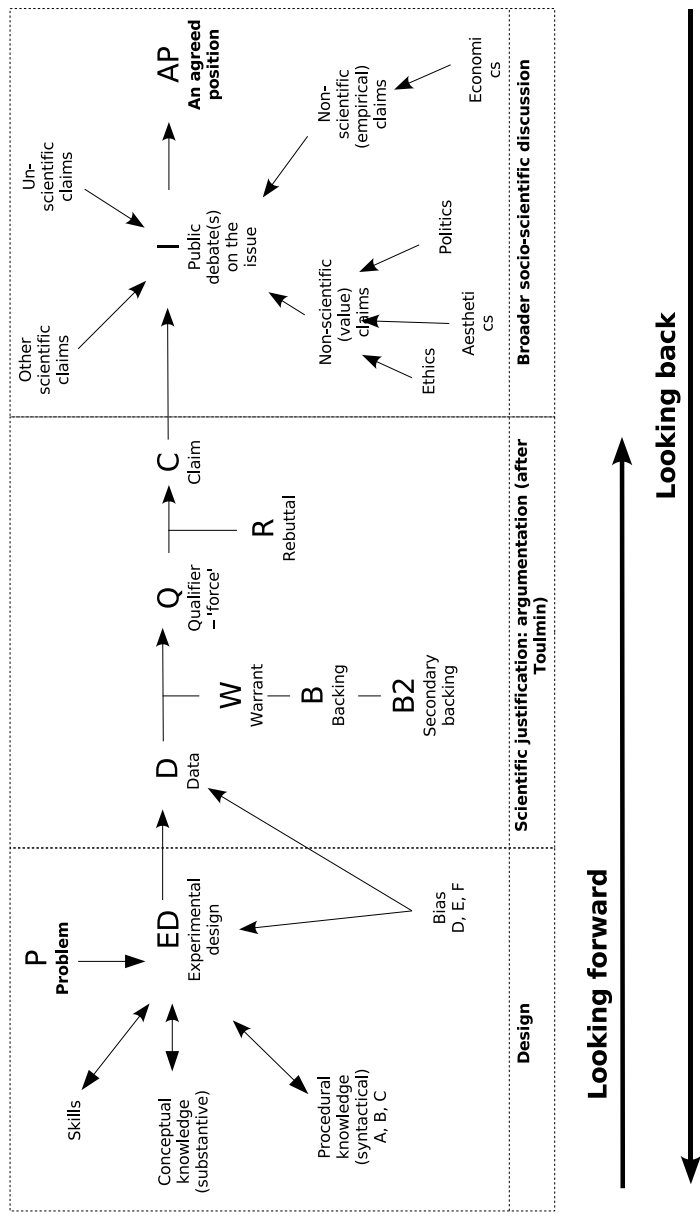 P
Problem
Skills
Conceptual
knowledge
(substantive)
Procedural
knowledge
(syntactical)
A, B, C
ED
Experimental
design
Bias
D, E, F
Design
D
Data
W
Warrant
B
Backing
B2
Secondary
backing
Q
Qualifier
– 'force'
R
Rebuttal
C
Claim
Scientific justification: argumentation (after
Toulmin)
Other
scientific
claims
Un-
scientific
claims
I
Public
debate(s)
on the
issue
AP
An agreed
position
Non-scientific
(value)
claims
Ethics
Aestheti
cs
Politics
Non-
scientific
(empirical)
claims
Economi
cs
Broader socio-scientific discussion
Looking forward
Looking back